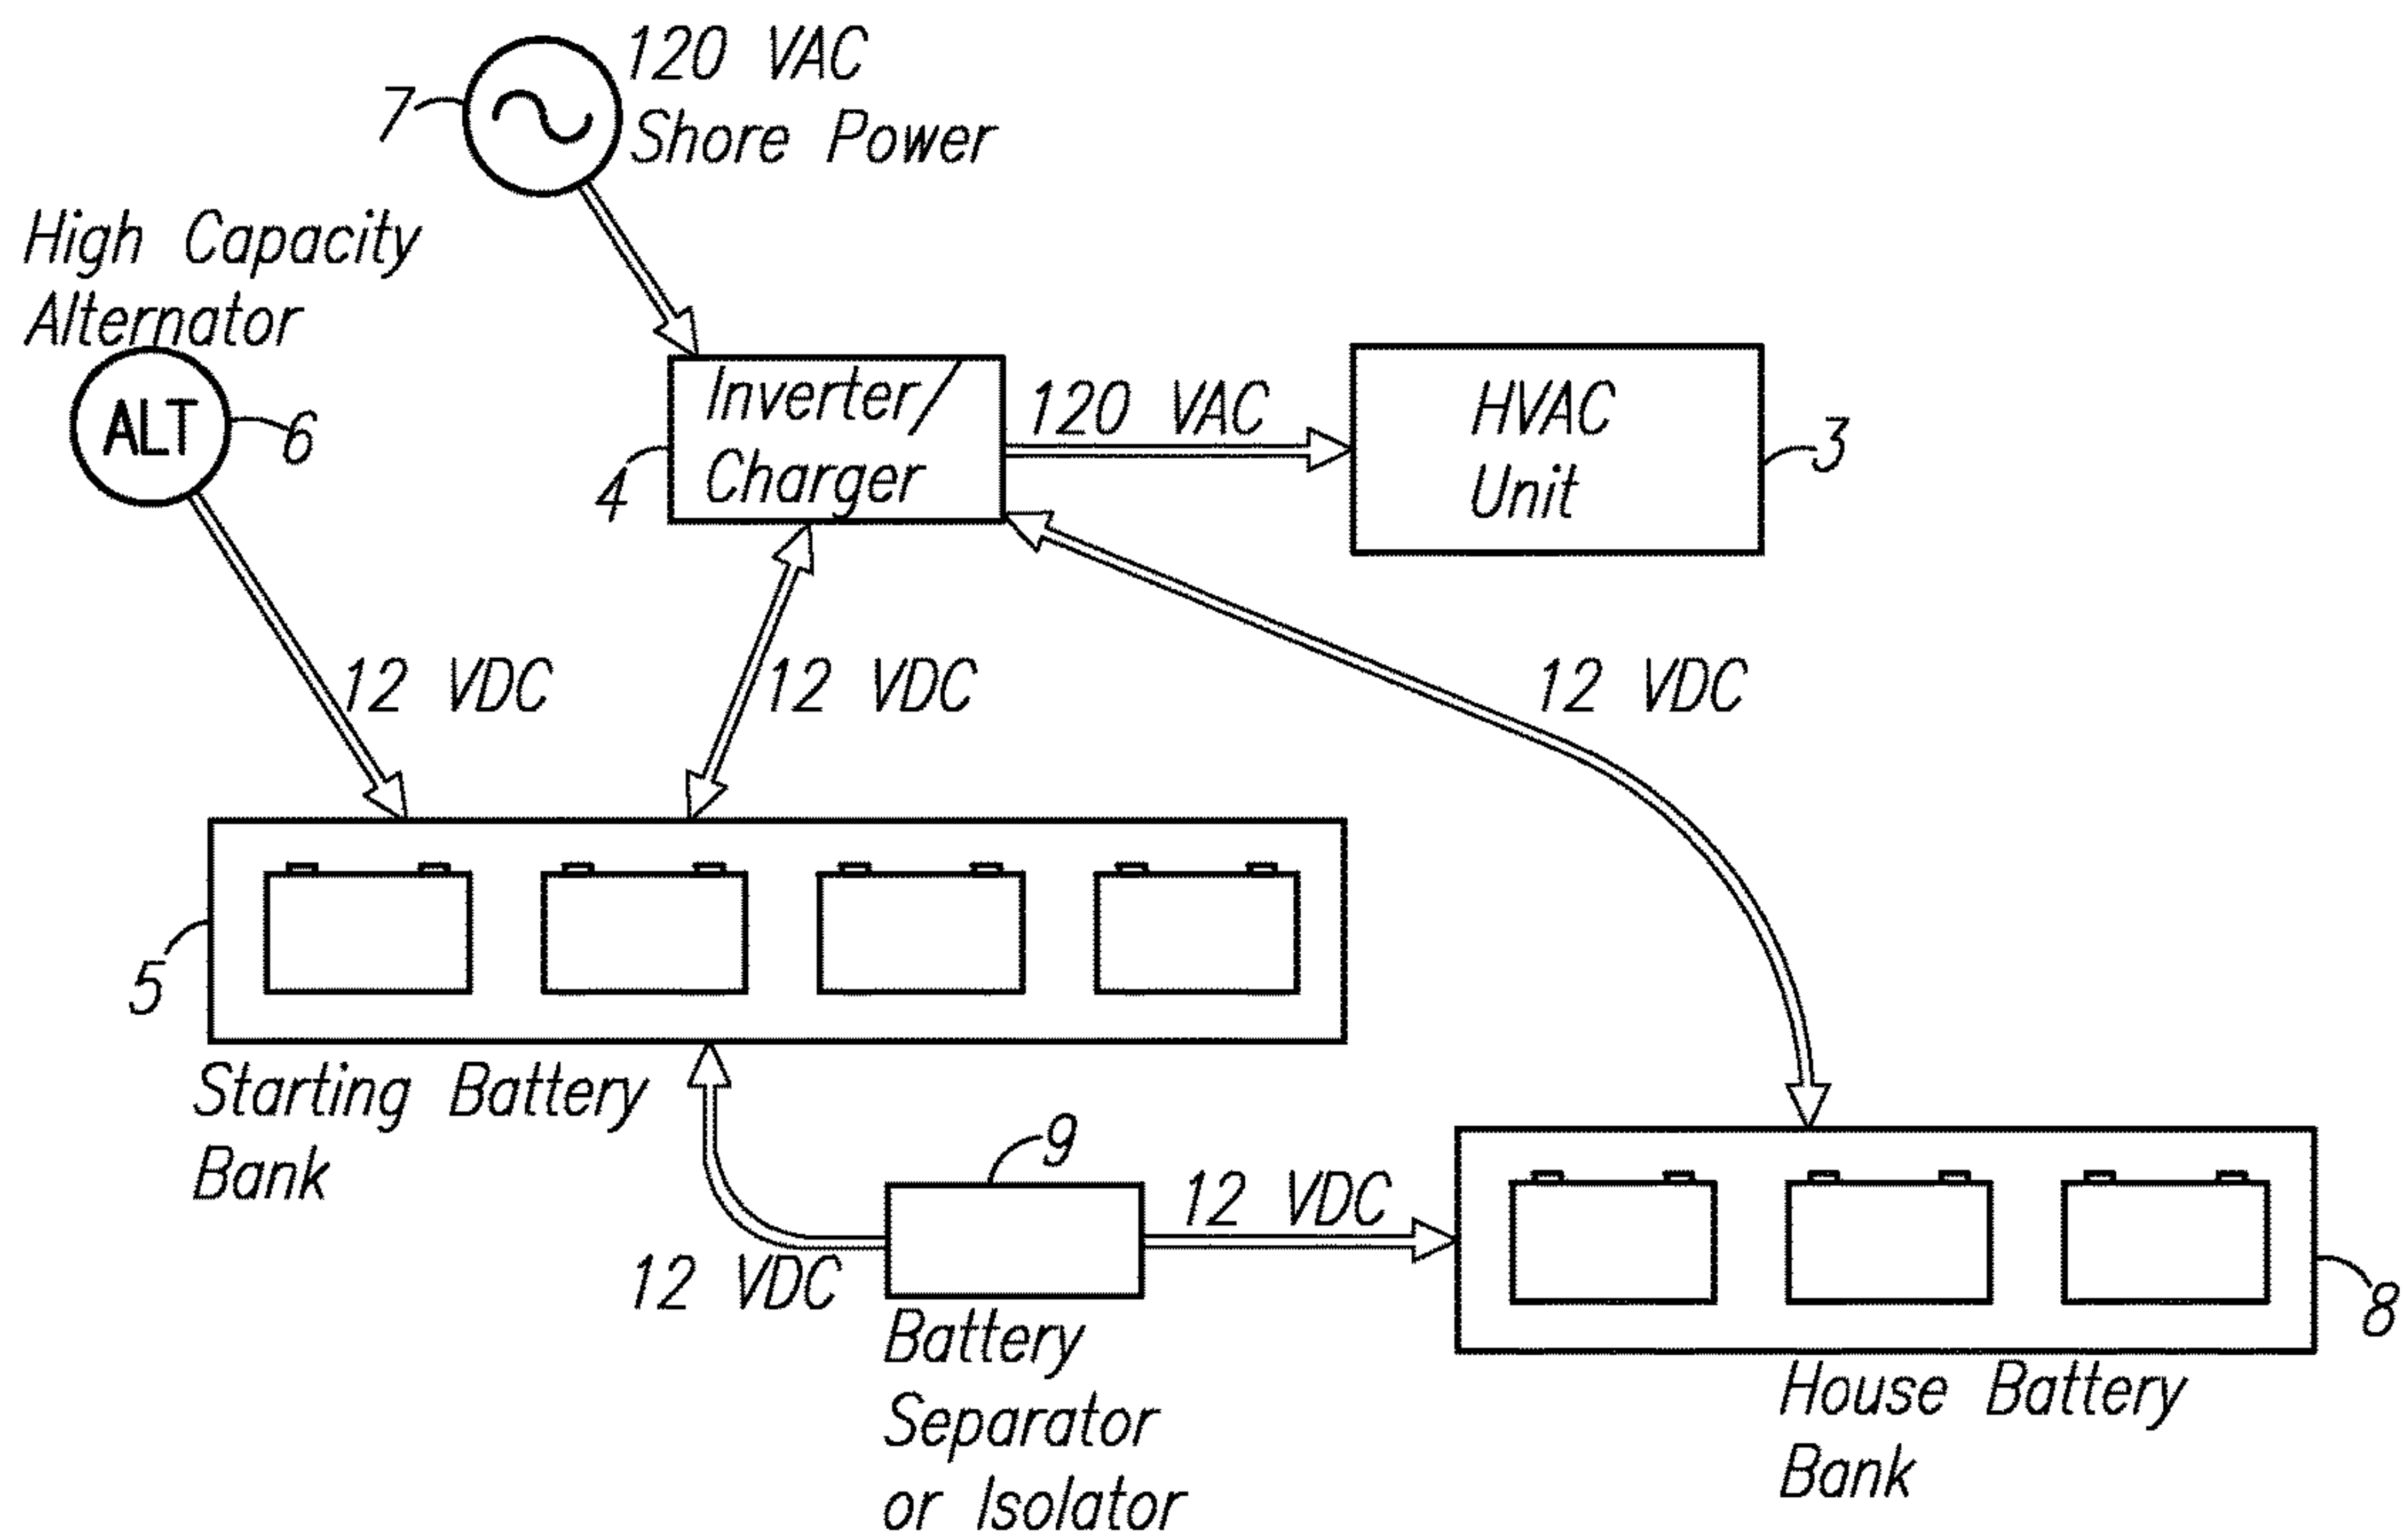 120 VAC
Shore Power
7
High Capacity
Alternator
ALT
6
Inverter/
Charger
4
120 VAC
HVAC
Unit
3
12 VDC
12 VDC
12 VDC
5
Starting Battery
Bank
9
12 VDC
12 VDC
Battery
Separator
or Isolator
8
House Battery
Bank